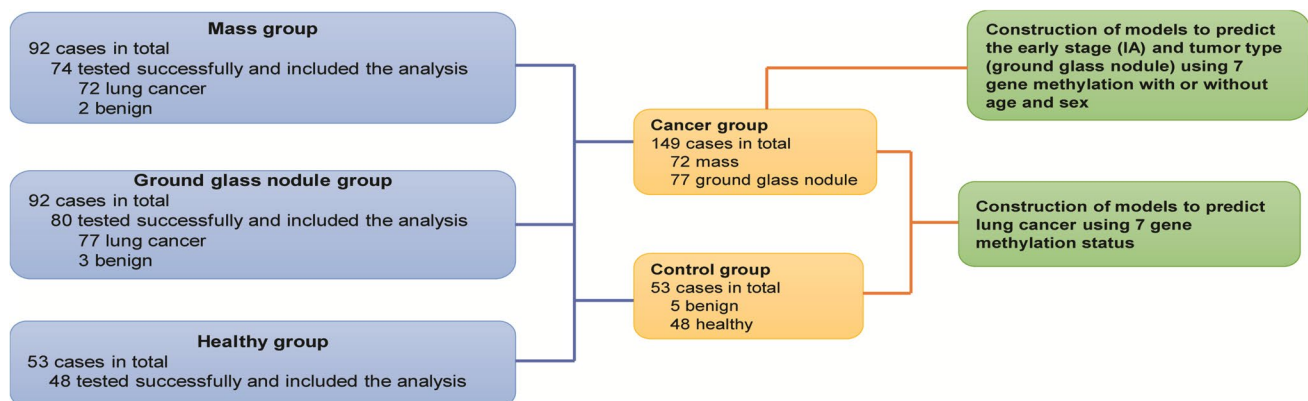 Mass group
92 cases in total
74 tested successfully and included the analysis
72 lung cancer
2 benign
Ground glass nodule group
92 cases in total
80 tested successfully and included the analysis
77 lung cancer
3 benign
Healthy group
53 cases in total
48 tested successfully and included the analysis
Cancer group
149 cases in total
72 mass
77 ground glass nodule
Control group
53 cases in total
5 benign
48 healthy
Construction of models to predict
the early stage (IA) and tumor type
(ground glass nodule) using 7
gene methylation with or without
age and sex
Construction of models to predict
lung cancer using 7 gene
methylation status